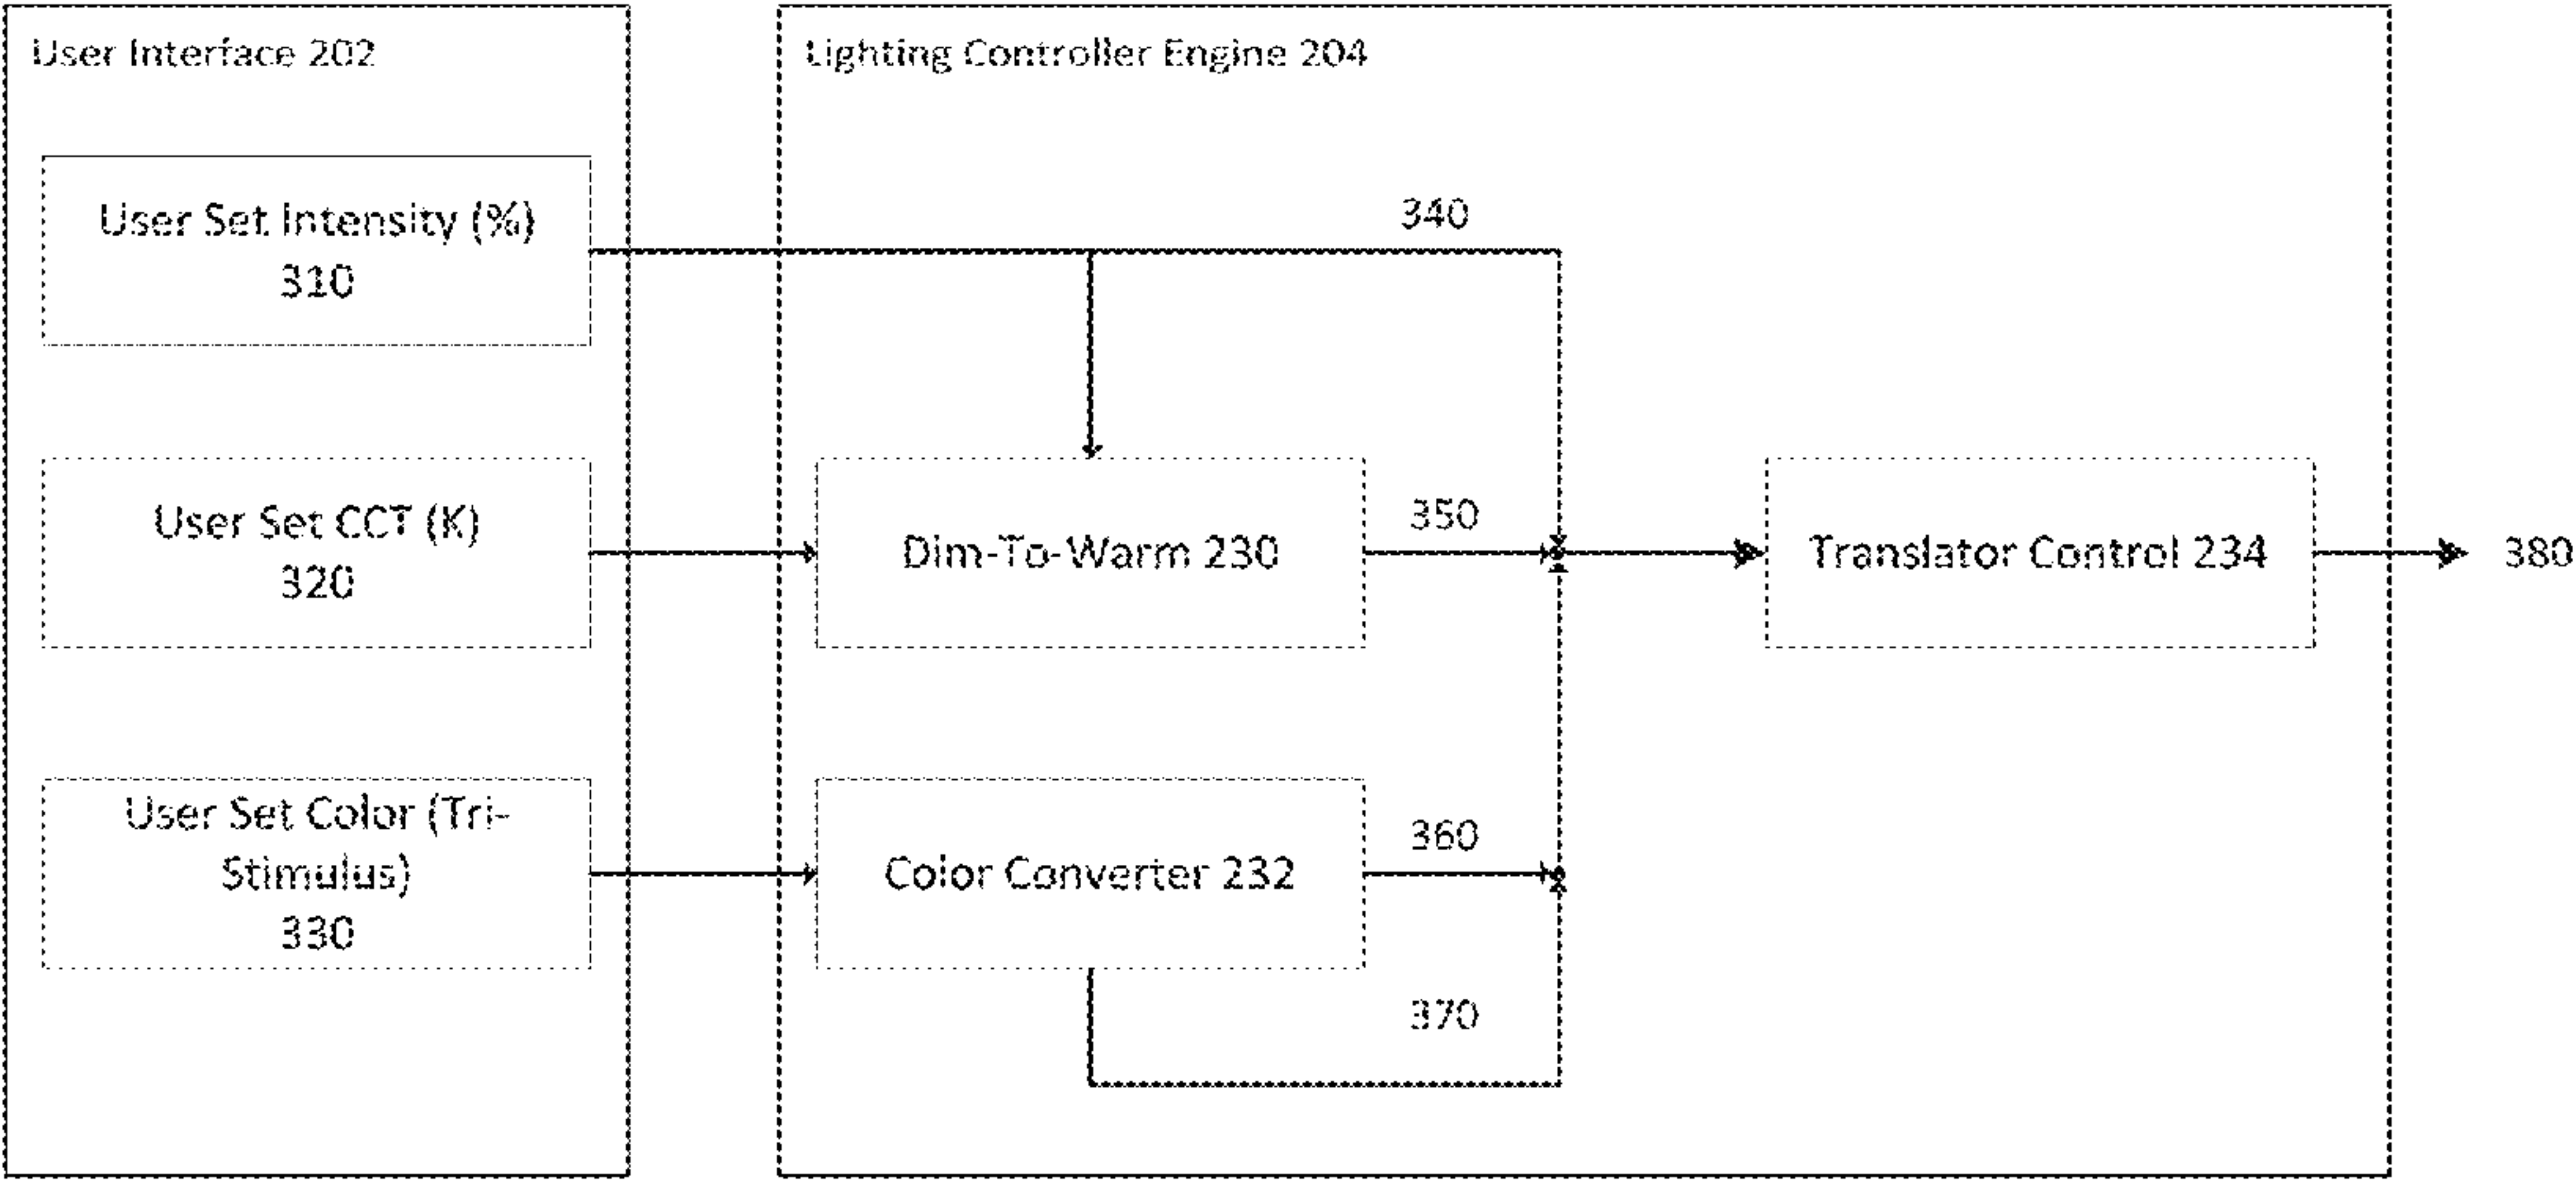 User Interface 202
Lighting Controller Engine 204
User Set Intensity (%)
310
340
User Set CCT (K)
320
Dim-To-Warm 230
350
Translator Control 234
380
User Set Color (Tri-
Stimulus)
330
Color Converter 232
360
370